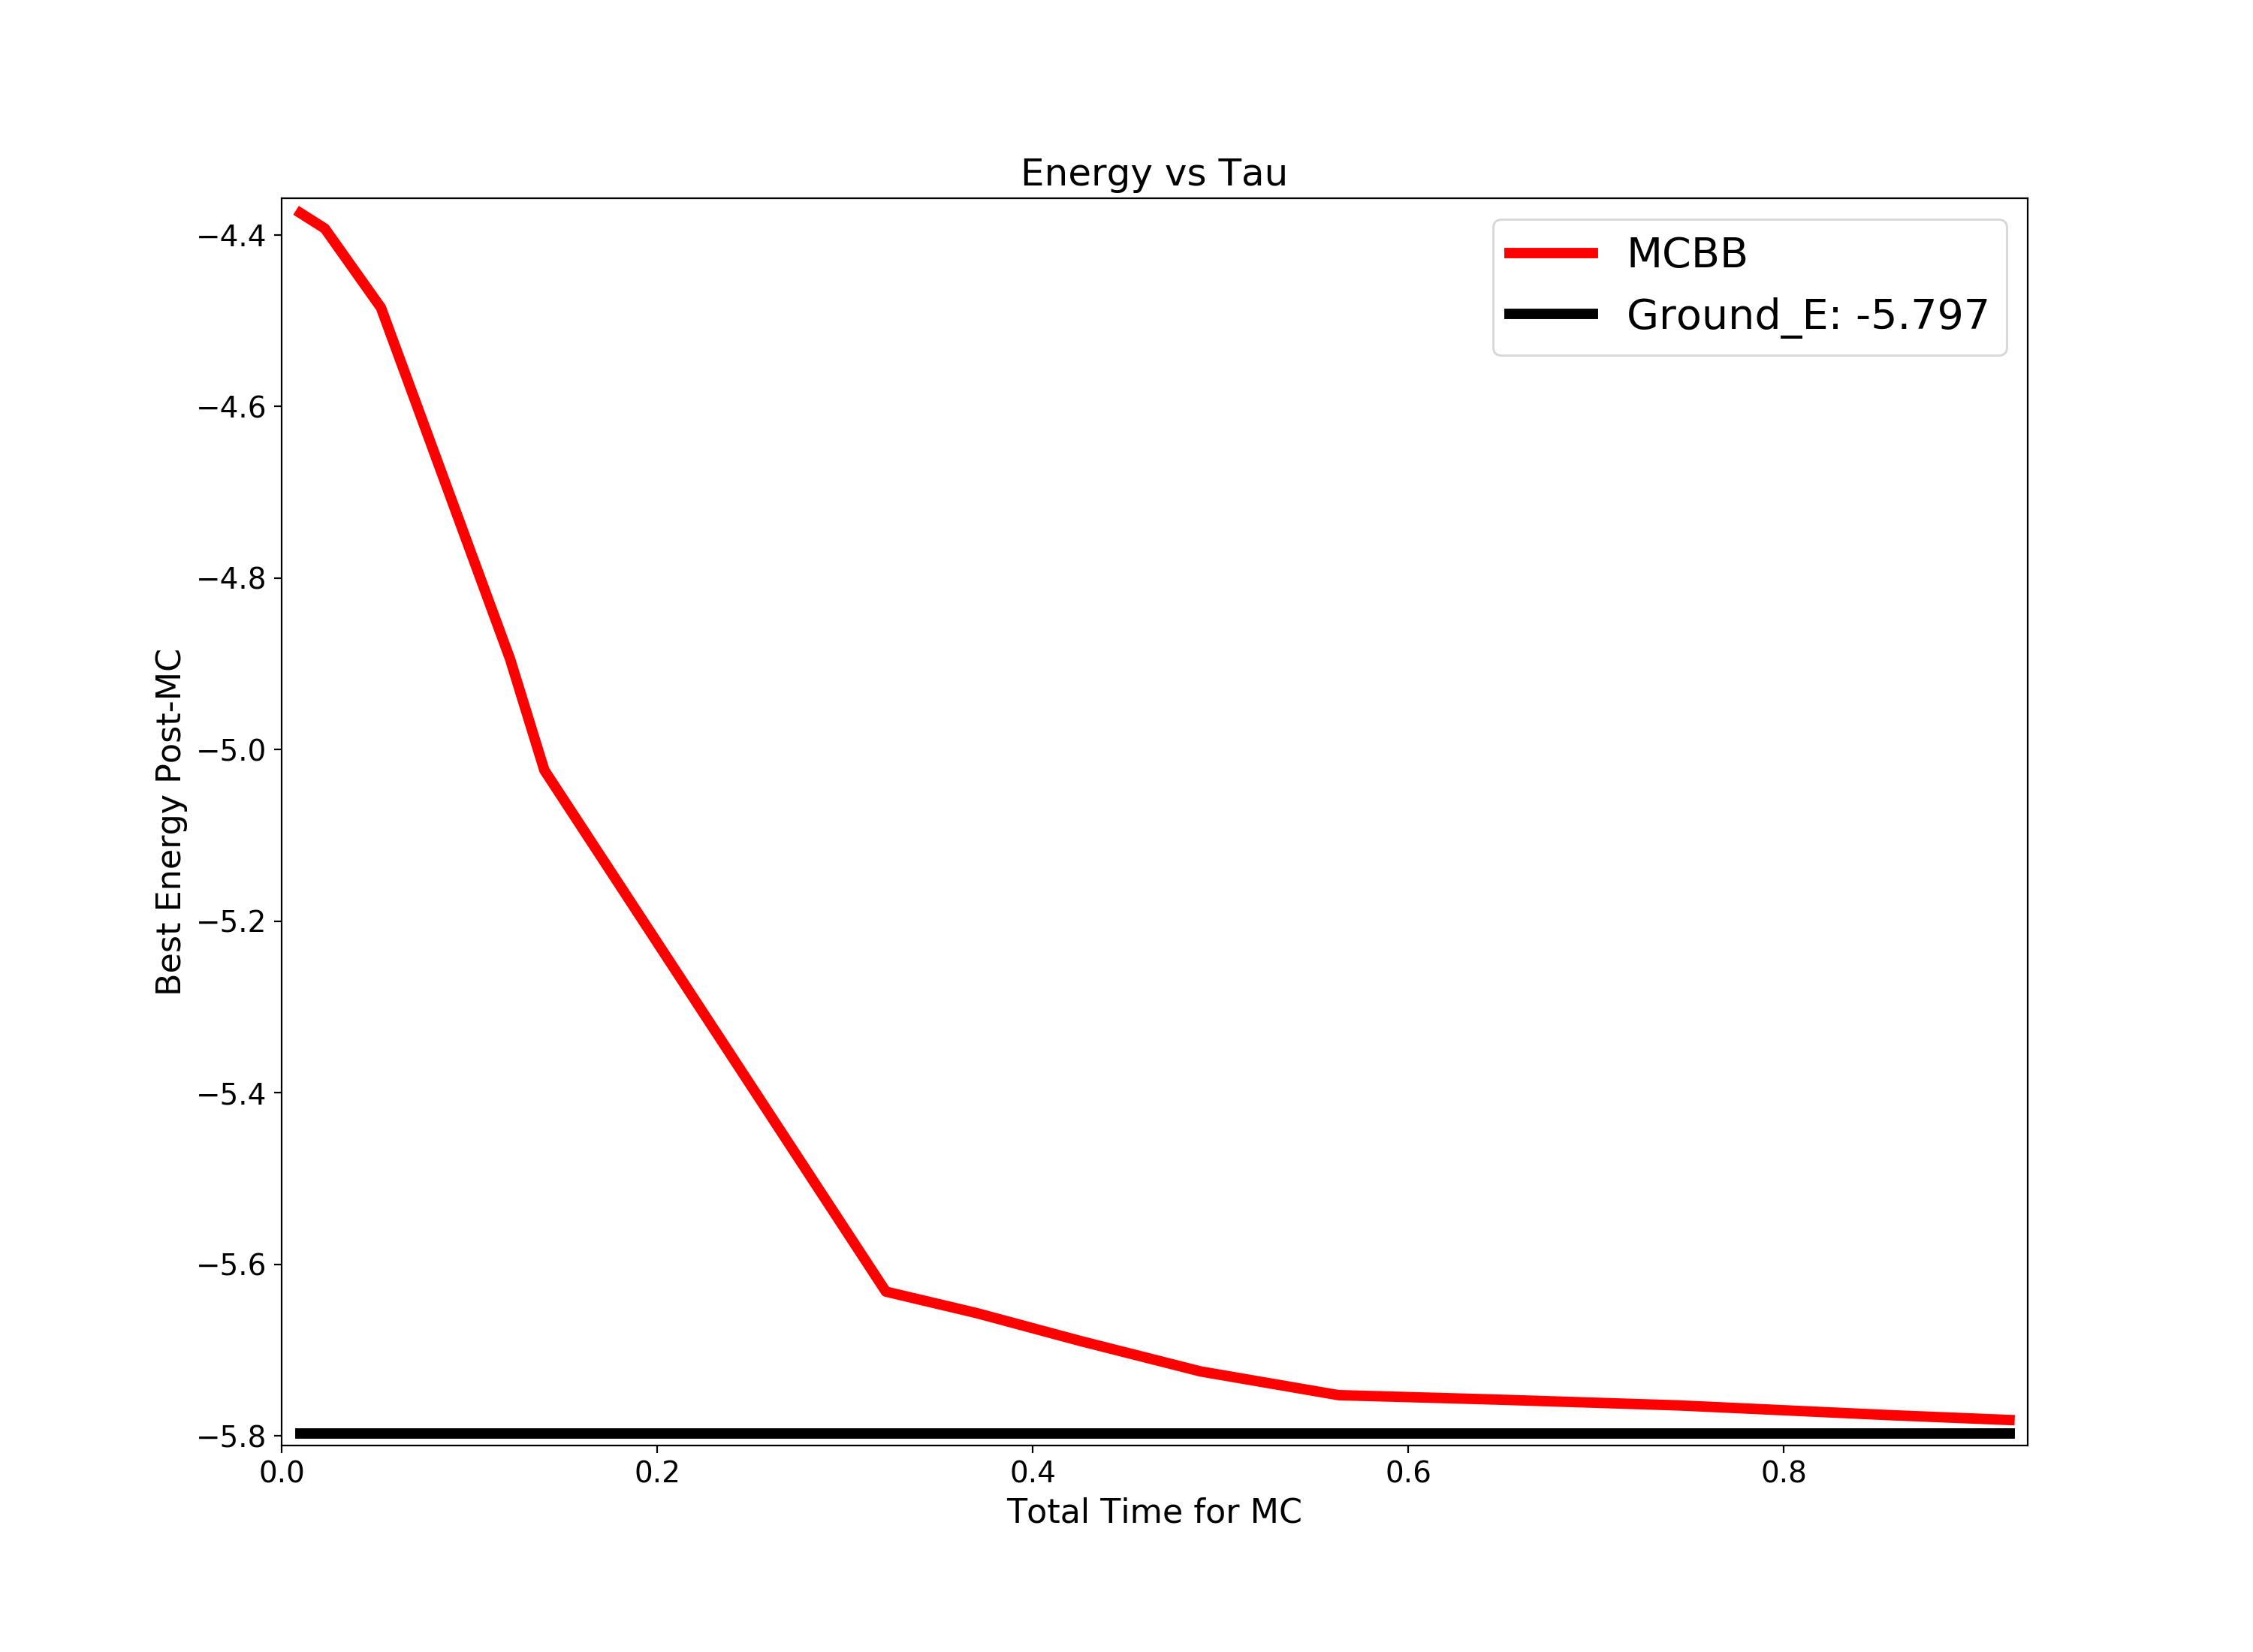 Energy vs Tau
MCBB
Ground_E: -5.797
−4.4
−4.6
−4.8
−5.0
−5.2
−5.4
−5.6
−5.8
Best Energy Post-MC
0.0 0.2 0.4 0.6 0.8
Total Time for MC